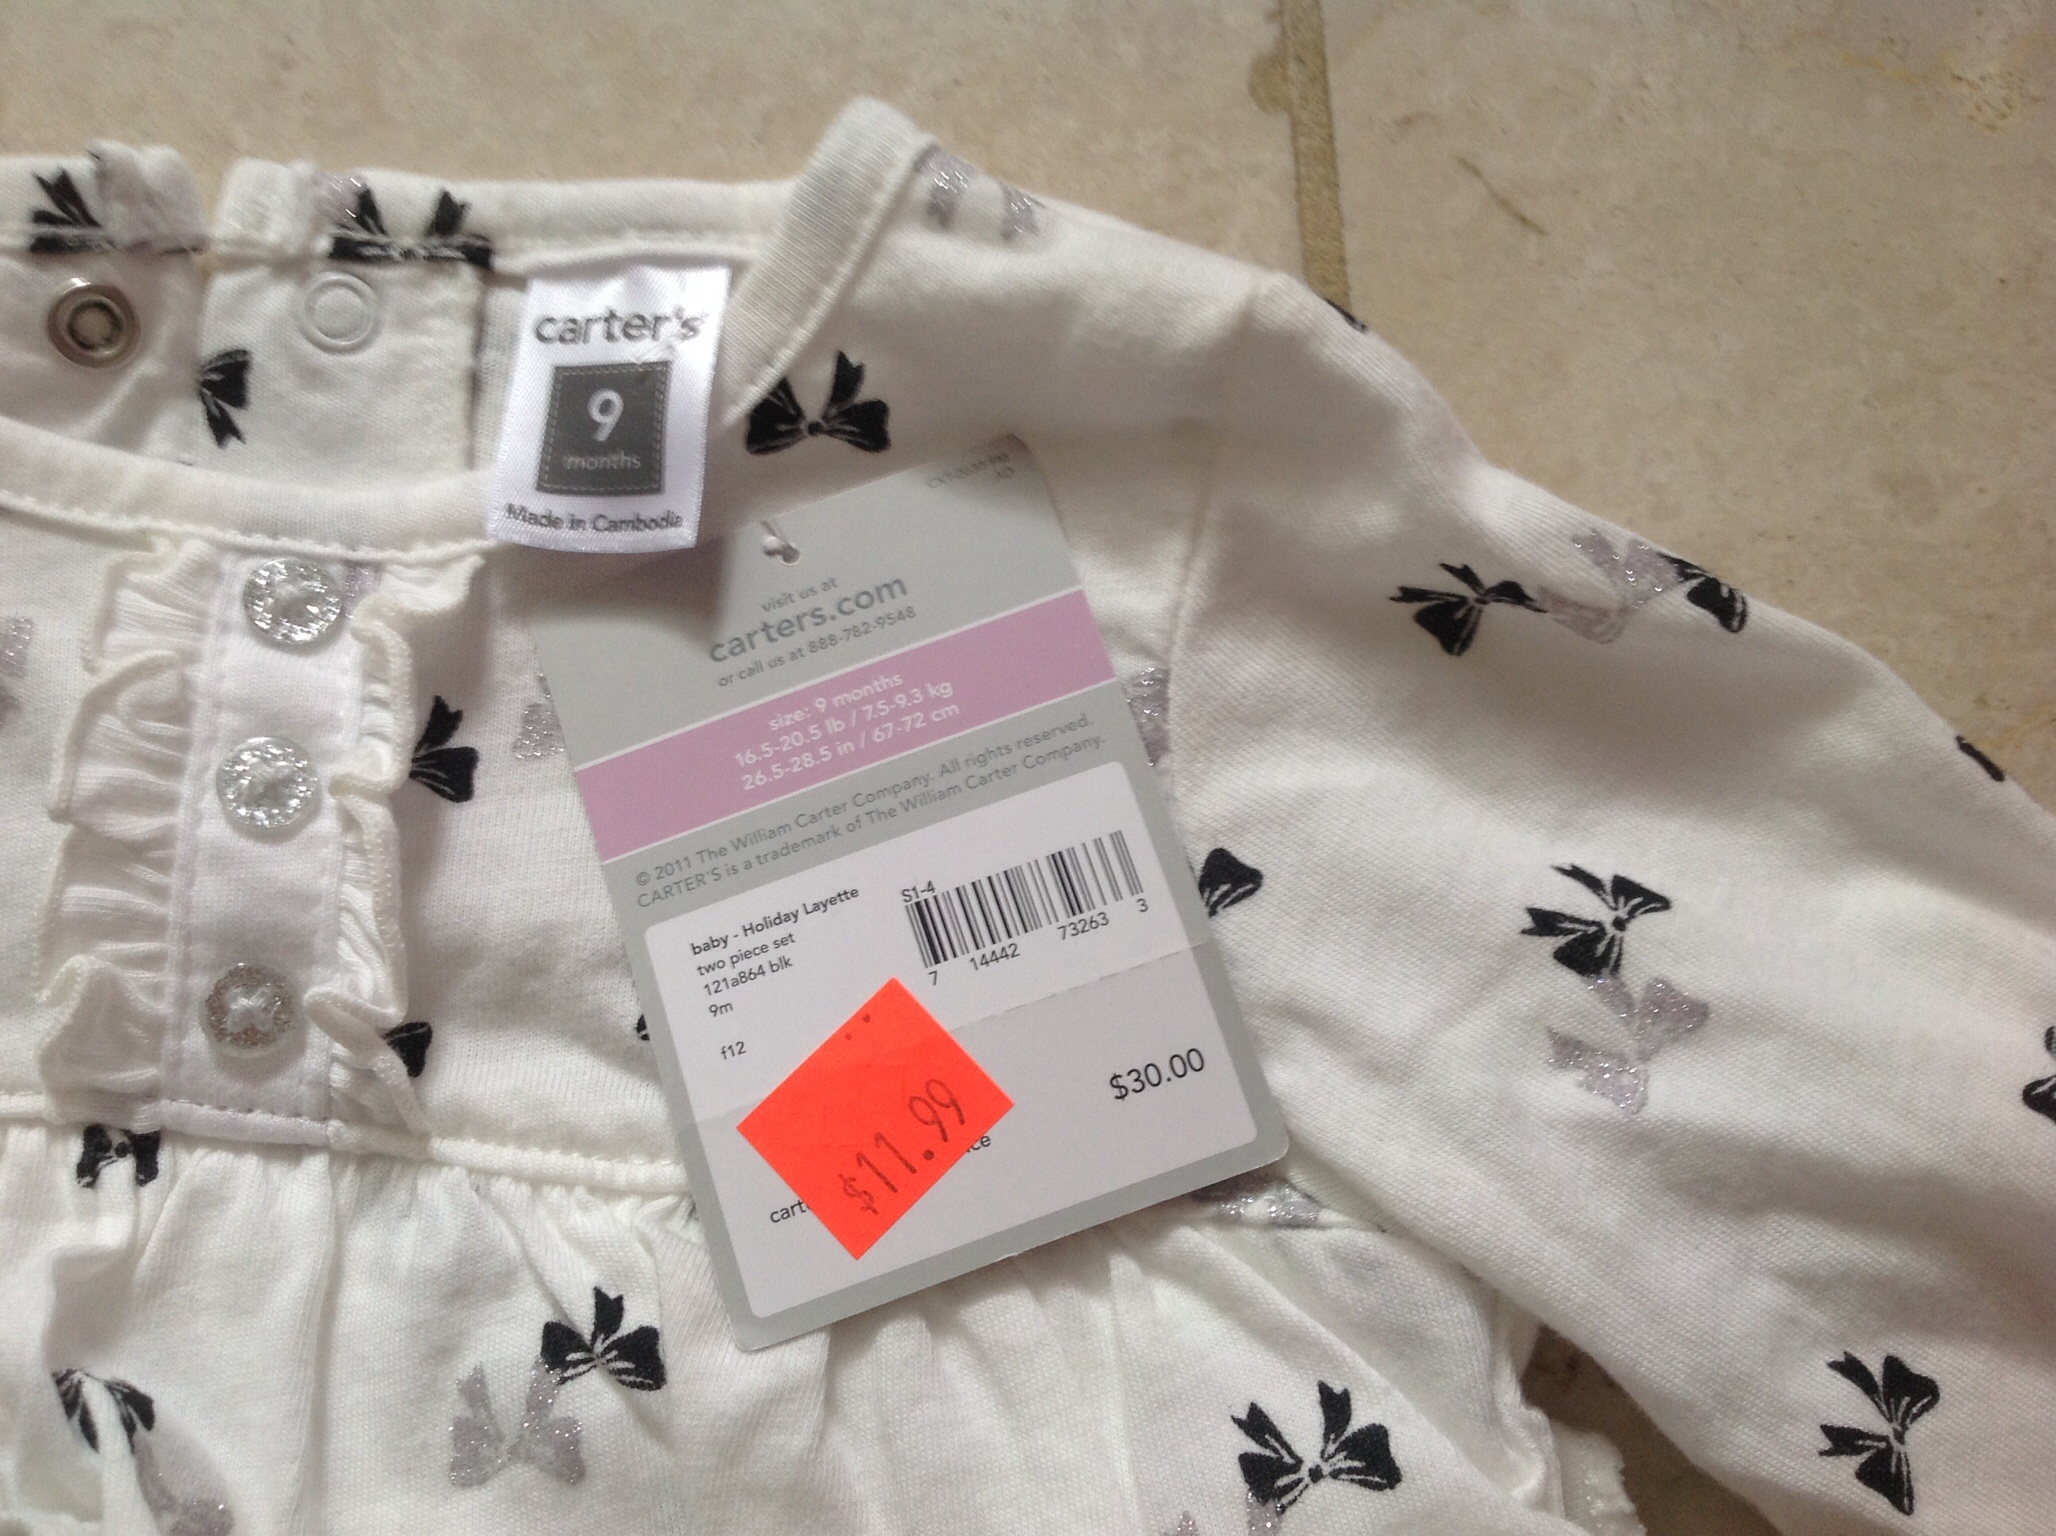 carter's
9
months
Made in Cambodia
visit us at
carters.com
or call us at 888-782-9548
size: 9 months
16.5-20.5 lb / 7.5-9.3 kg
26.5-28.5 in / 67-72 cm
© 2011 The William Carter Company. All rights reserved.
CARTER'S is a trademark of The William Carter Company.
baby - Holiday Layette
two piece set
121a864 blk
9m
f12
S1-4
7 14442 73263 3
$30.00
$11.99